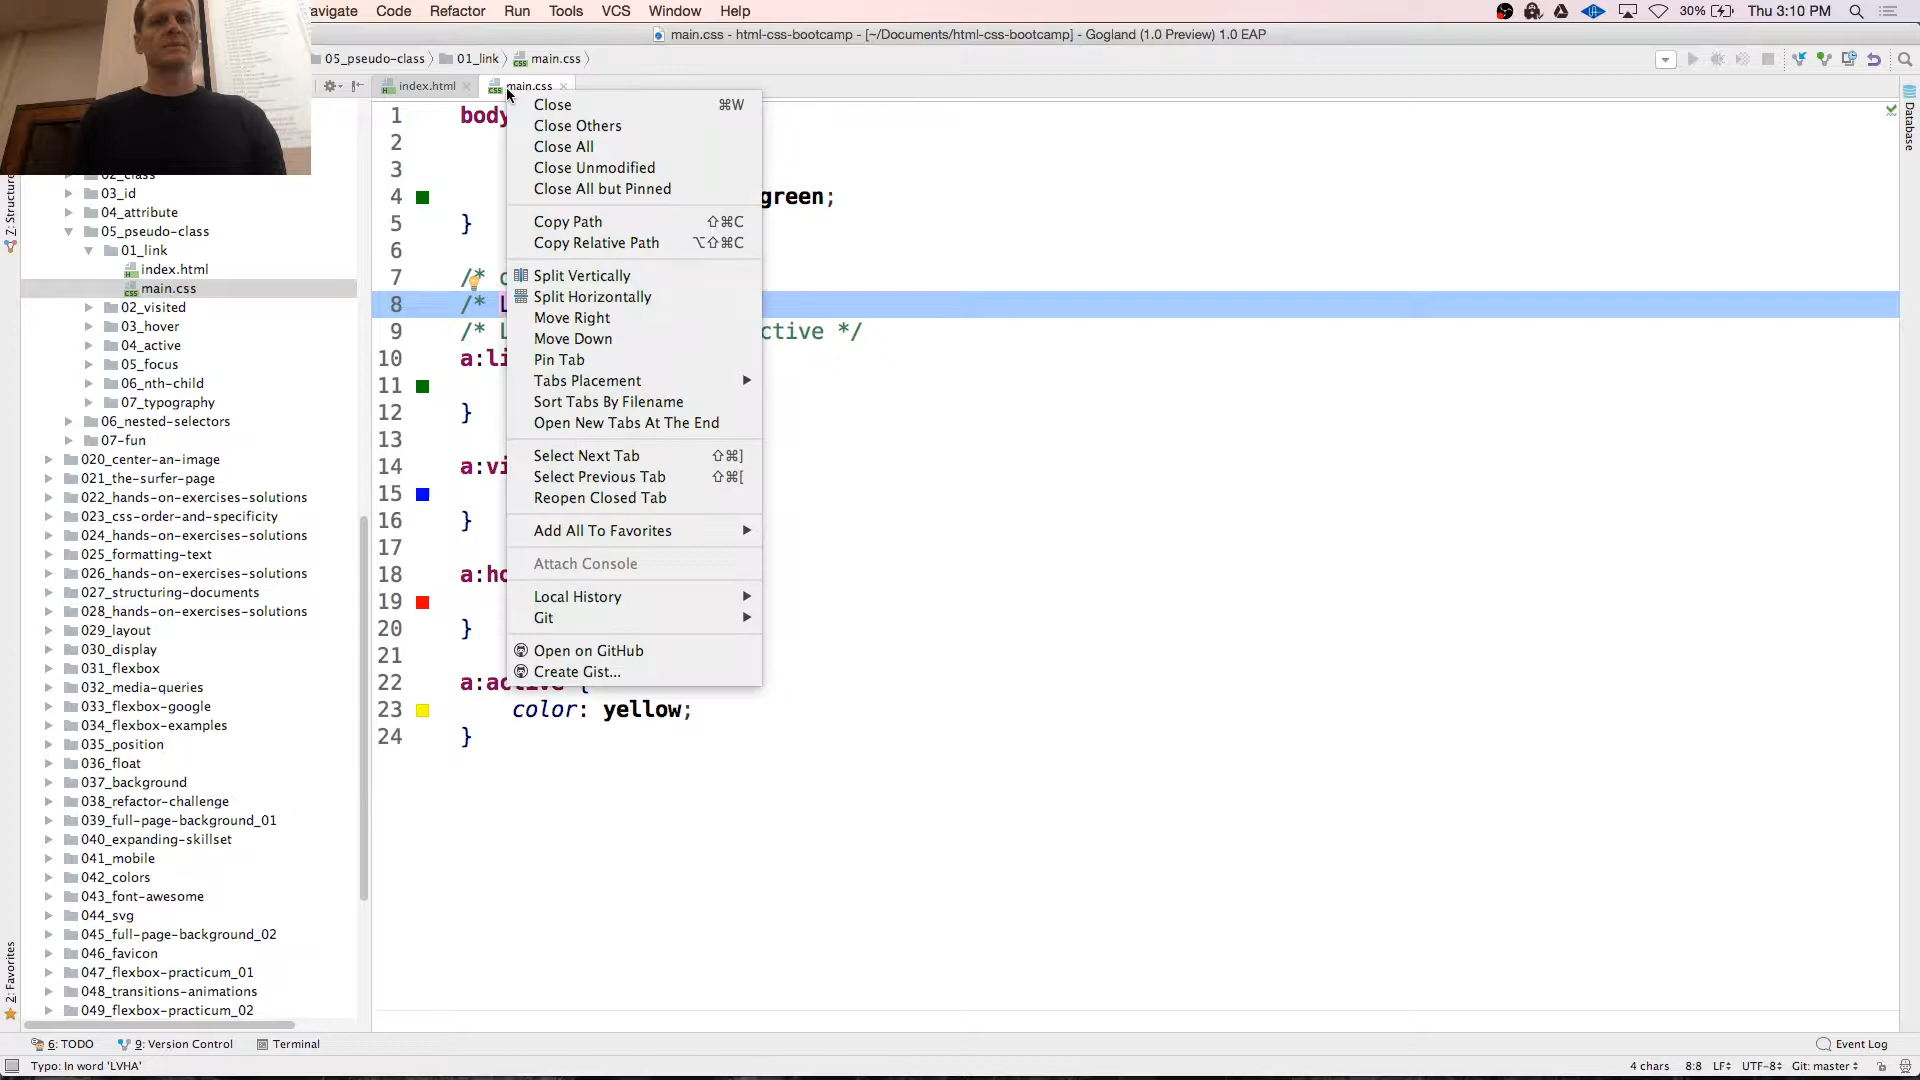 avigate Code Refactor Run Tools VCS Window Help 30% Thu 3:10 PM
main.css - html-css-bootcamp - [~/Documents/html-css-bootcamp] - Gogland (1.0 Preview) 1.0 EAP
05_pseudo-class 01_link main.css
index.html main.css
Z: Structure
2: Favorites
Database
02_class
03_id
04_attribute
05_pseudo-class
01_link
index.html
main.css
02_visited
03_hover
04_active
05_focus
06_nth-child
07_typography
06_nested-selectors
07-fun
020_center-an-image
021_the-surfer-page
022_hands-on-exercises-solutions
023_css-order-and-specificity
024_hands-on-exercises-solutions
025_formatting-text
026_hands-on-exercises-solutions
027_structuring-documents
028_hands-on-exercises-solutions
029_layout
030_display
031_flexbox
032_media-queries
033_flexbox-google
034_flexbox-examples
035_position
036_float
037_background
038_refactor-challenge
039_full-page-background_01
040_expanding-skillset
041_mobile
042_colors
043_font-awesome
044_svg
045_full-page-background_02
046_favicon
047_flexbox-practicum_01
048_transitions-animations
049_flexbox-practicum_02
1 body
2
3
4 green;
5 }
6
7 /*
8 /* L
9 /* L ctive */
10 a:li
11
12 }
13
14 a:vi
15
16 }
17
18 a:ho
19
20 }
21
22 a:active {
23 color: yellow;
24 }
Close ⌘W
Close Others
Close All
Close Unmodified
Close All but Pinned
Copy Path ⇧⌘C
Copy Relative Path ⌥⇧⌘C
Split Vertically
Split Horizontally
Move Right
Move Down
Pin Tab
Tabs Placement
Sort Tabs By Filename
Open New Tabs At The End
Select Next Tab ⇧⌘]
Select Previous Tab ⇧⌘[
Reopen Closed Tab
Add All To Favorites
Attach Console
Local History
Git
Open on GitHub
Create Gist...
6: TODO 9: Version Control Terminal Event Log
Typo: In word 'LVHA' 4 chars 8:8 LF UTF-8 Git: master